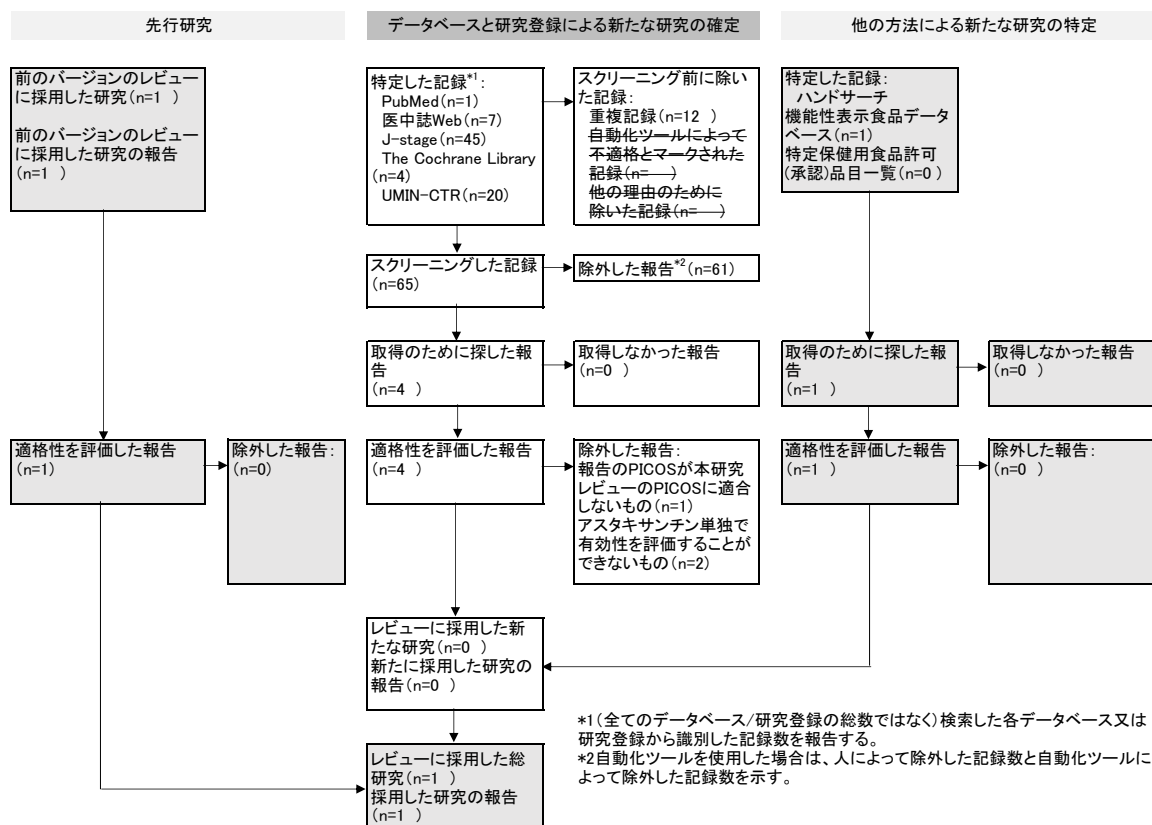 先行研究
データベースと研究登録による新たな研究の確定
他の方法による新たな研究の特定
前のバージョンのレビュー
に採用した研究(n=1 )
前のバージョンのレビュー
に採用した研究の報告
(n=1 )
特定した記録*1:
PubMed(n=1)
医中誌Web(n=7)
J-stage(n=45)
The Cochrane Library
(n=4)
UMIN-CTR(n=20)
スクリーニング前に除い
た記録:
重複記録(n=12 )
自動化ツールによって
不適格とマークされた
記録(n= )
他の理由のために
除いた記録(n= )
特定した記録:
ハンドサーチ
機能性表示食品データ
ベース(n=1)
特定保健用食品許可
(承認)品目一覧(n=0 )
スクリーニングした記録
(n=65)
除外した報告*2(n=61)
取得のために探した報
告
(n=4 )
取得しなかった報告
(n=0 )
取得のために探した報
告
(n=1 )
取得しなかった報告
(n=0 )
適格性を評価した報告
(n=1)
除外した報告:
(n=0)
適格性を評価した報告
(n=4 )
除外した報告:
報告のPICOSが本研究
レビューのPICOSに適合
しないもの(n=1)
アスタキサンチン単独で
有効性を評価することが
できないもの(n=2)
適格性を評価した報告
(n=1 )
除外した報告:
(n=0 )
レビューに採用した新
たな研究(n=0 )
新たに採用した研究の
報告(n=0 )
レビューに採用した総
研究(n=1 )
採用した研究の報告
(n=1 )
*1(全てのデータベース/研究登録の総数ではなく)検索した各データベース又は
研究登録から識別した記録数を報告する。
*2自動化ツールを使用した場合は、人によって除外した記録数と自動化ツールに
よって除外した記録数を示す。